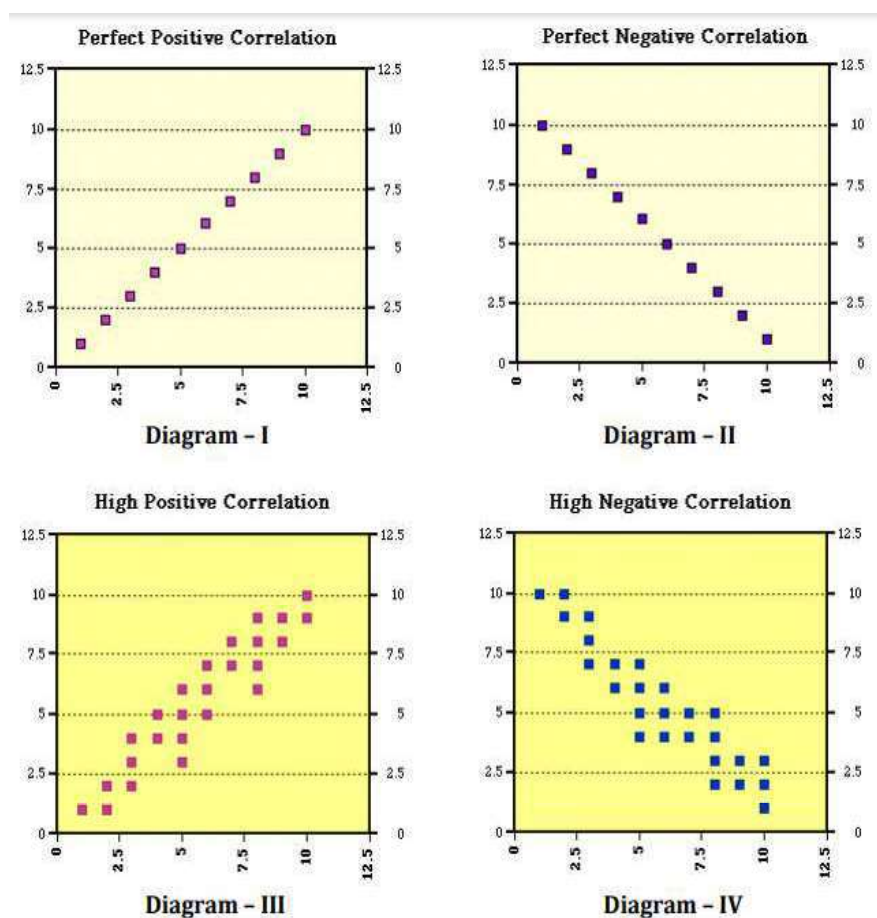 Perfect Positive Correlation
12.5 12.5
10 10
7.5 7.5
5 5
2.5 2.5
0 0
0 2.5 5 7.5 10 12.5
Diagram – I
Perfect Negative Correlation
12.5 12.5
10 10
7.5 7.5
5 5
2.5 2.5
0 0
0 2.5 5 7.5 10 12.5
Diagram – II
High Positive Correlation
12.5 12.5
10 10
7.5 7.5
5 5
2.5 2.5
0 0
0 2.5 5 7.5 10 12.5
Diagram – III
High Negative Correlation
12.5 12.5
10 10
7.5 7.5
5 5
2.5 2.5
0 0
0 2.5 5 7.5 10 12.5
Diagram – IV